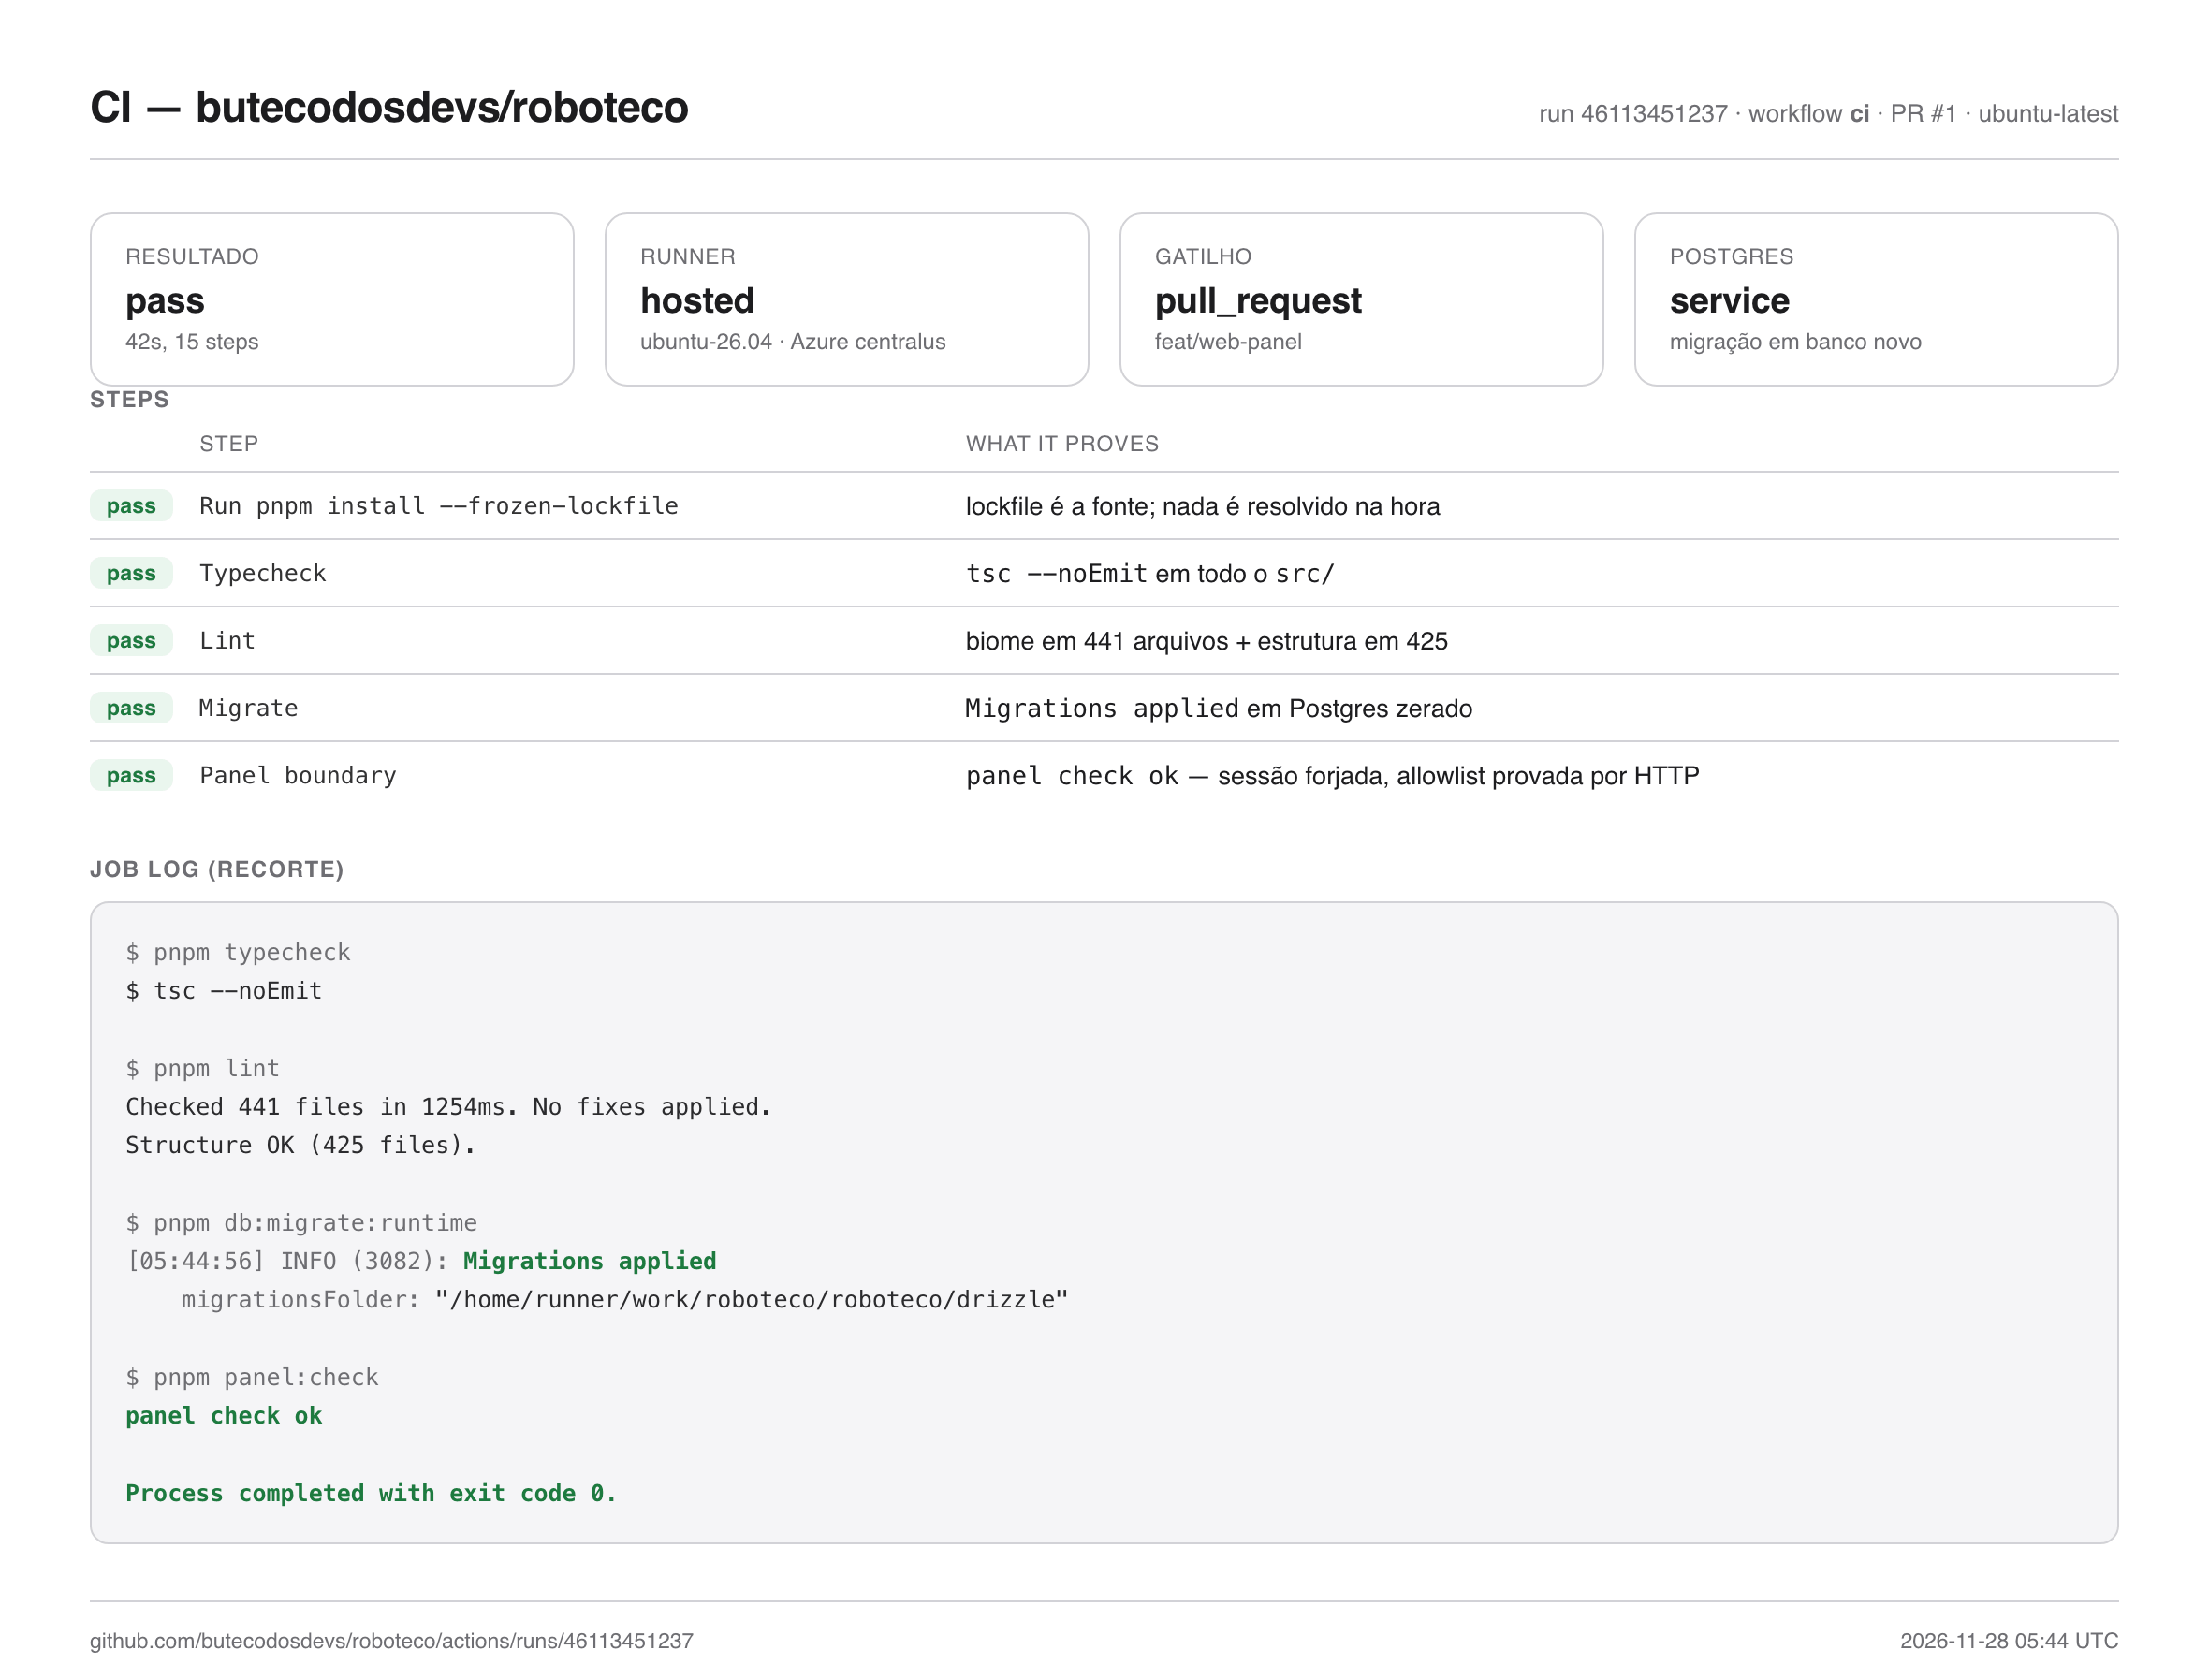 CI — butecodosdevs/roboteco
run 46113451237 · workflow ci · PR #1 · ubuntu-latest
RESULTADO
pass
42s, 15 steps
RUNNER
hosted
ubuntu-26.04 · Azure centralus
GATILHO
pull_request
feat/web-panel
POSTGRES
service
migração em banco novo
STEPS
STEP WHAT IT PROVES
pass Run pnpm install --frozen-lockfile lockfile é a fonte; nada é resolvido na hora
pass Typecheck tsc --noEmit em todo o src/
pass Lint biome em 441 arquivos + estrutura em 425
pass Migrate Migrations applied em Postgres zerado
pass Panel boundary panel check ok — sessão forjada, allowlist provada por HTTP
JOB LOG (RECORTE)
$ pnpm typecheck
$ tsc --noEmit
$ pnpm lint
Checked 441 files in 1254ms. No fixes applied.
Structure OK (425 files).
$ pnpm db:migrate:runtime
[05:44:56] INFO (3082): Migrations applied
migrationsFolder: "/home/runner/work/roboteco/roboteco/drizzle"
$ pnpm panel:check
panel check ok
Process completed with exit code 0.
github.com/butecodosdevs/roboteco/actions/runs/46113451237
2026-11-28 05:44 UTC